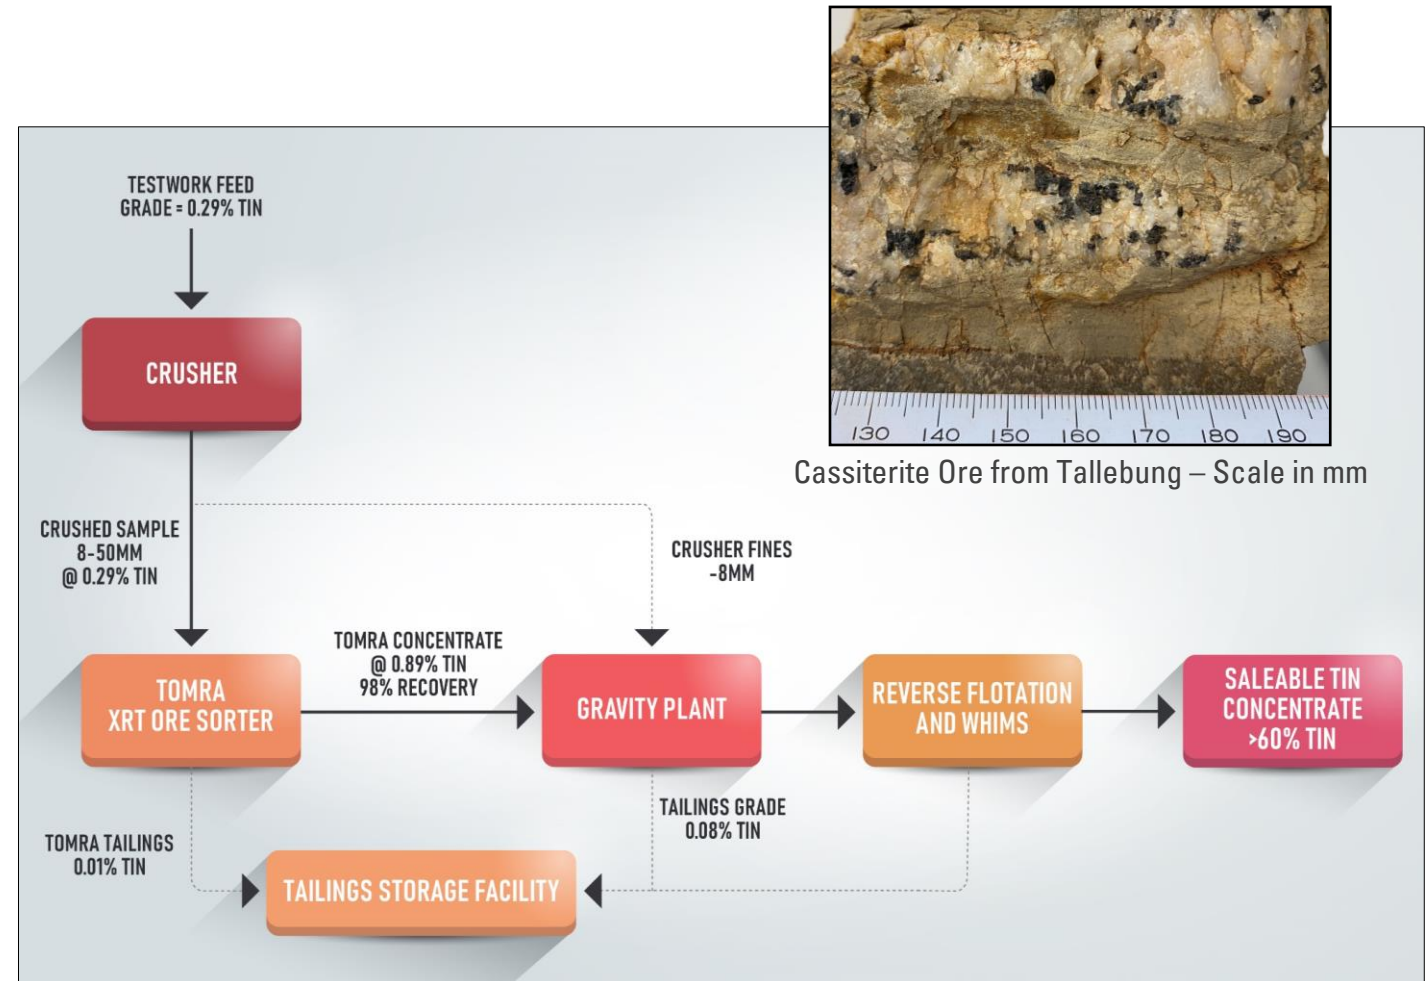 TESTWORK FEED
GRADE = 0.29% TIN
CRUSHER
130 140 150 160 170 180 190
Cassiterite Ore from Tallebung – Scale in mm
CRUSHED SAMPLE
8-50MM
@ 0.29% TIN
CRUSHER FINES
-8MM
TOMRA
XRT ORE SORTER
TOMRA CONCENTRATE
@ 0.89% TIN
98% RECOVERY
GRAVITY PLANT
REVERSE FLOTATION
AND WHIMS
SALEABLE TIN
CONCENTRATE
>60% TIN
TOMRA TAILINGS
0.01% TIN
TAILINGS GRADE
0.08% TIN
TAILINGS STORAGE FACILITY